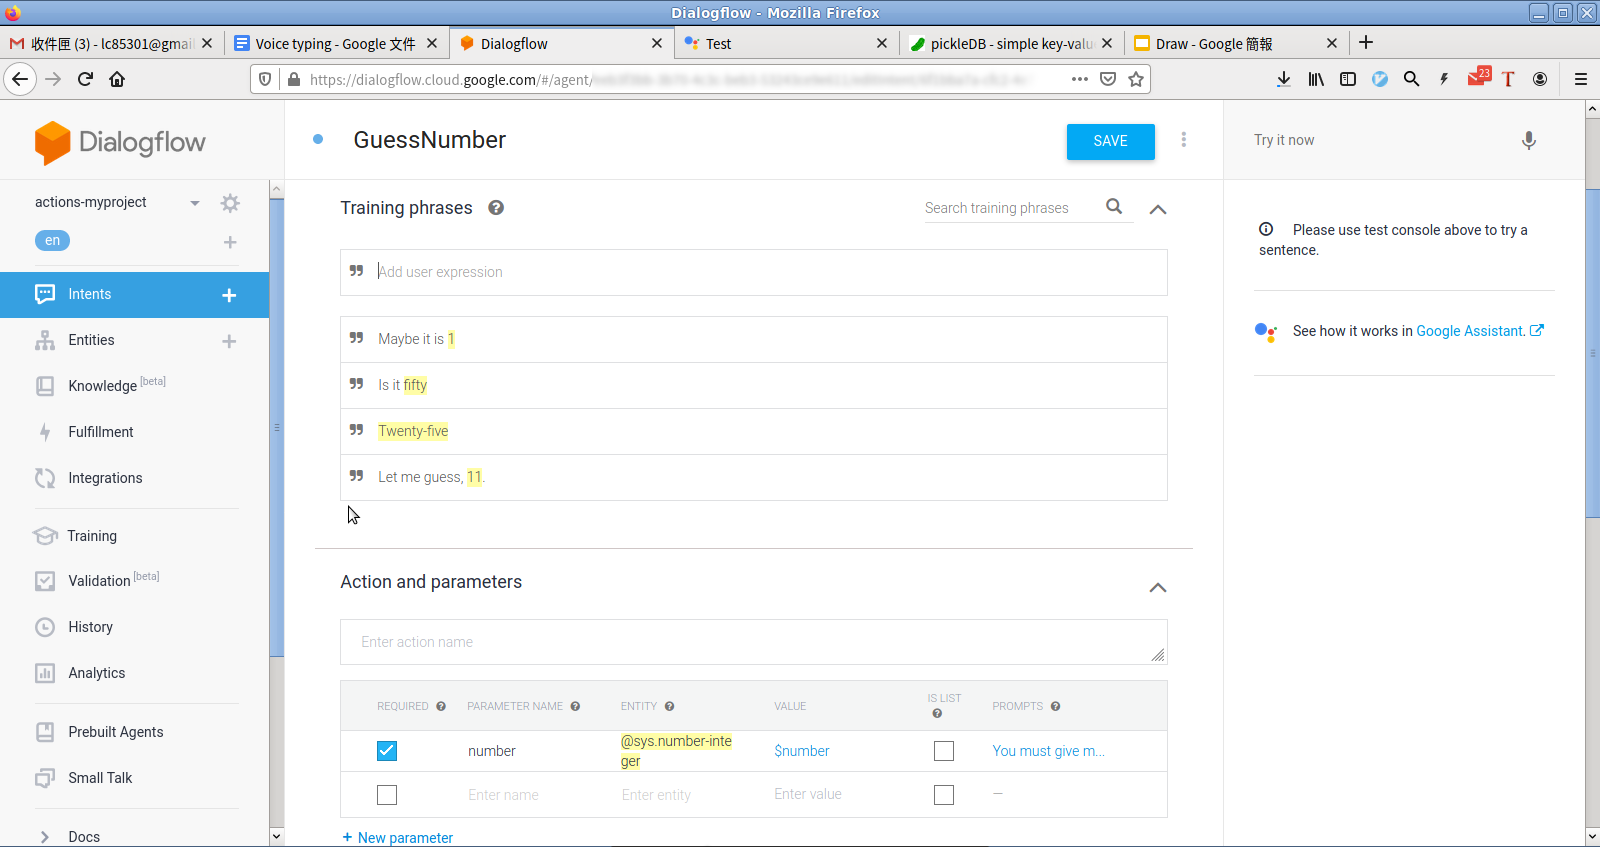 Dialogflow - Mozilla Firefox
收件匣 (3) - lc85301@gmai
Voice typing - Google 文件
Dialogflow
Test
pickleDB - simple key-valu
Draw - Google 簡報
https://dialogflow.cloud.google.com/#/agent/
23
T
Dialogflow
GuessNumber
SAVE
Try it now
actions-myproject
en
Training phrases
Search training phrases
Please use test console above to try a
sentence.
Add user expression
Intents
Maybe it is 1
See how it works in Google Assistant.
Entities
Is it fifty
Knowledge [beta]
Twenty-five
Fulfillment
Let me guess, 11.
Integrations
Training
Validation [beta]
Action and parameters
History
Enter action name
Analytics
REQUIRED
PARAMETER NAME
ENTITY
VALUE
IS LIST
PROMPTS
Prebuilt Agents
number
@sys.number-inte
ger
$number
You must give m...
Small Talk
Enter name
Enter entity
Enter value
—
Docs
+ New parameter